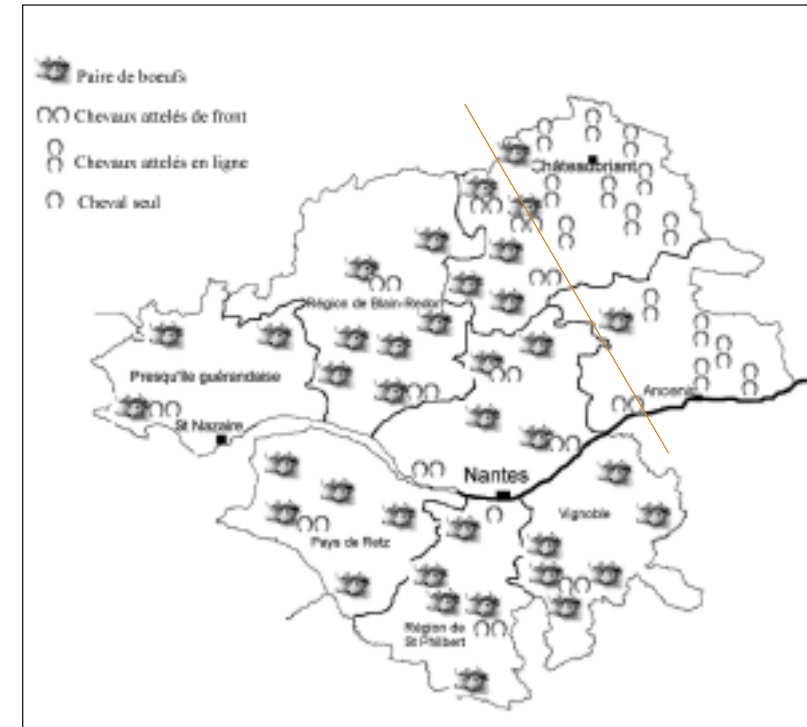 Paire de boeufs
Chevaux attelés de front
Chevaux attelés en ligne
Cheval seul
Châteaubriant
Région de Blain-Redon
Presqu'île guérandaise
St Nazaire
Ancenis
Nantes
Vignoble
Pays de Retz
Région de
St Philbert